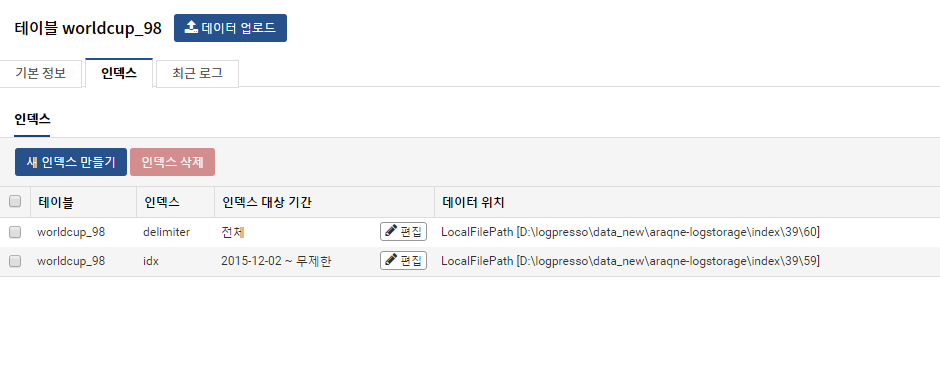 테이블 worldcup_98 데이터 업로드
기본 정보 인덱스 최근 로그
인덱스
새 인덱스 만들기 인덱스 삭제
테이블 인덱스 인덱스 대상 기간 데이터 위치
worldcup_98 delimiter 전체 편집 LocalFilePath [D:\logpresso\data_new\araqne-logstorage\index\39\60]
worldcup_98 idx 2015-12-02 ~ 무제한 편집 LocalFilePath [D:\logpresso\data_new\araqne-logstorage\index\39\59]